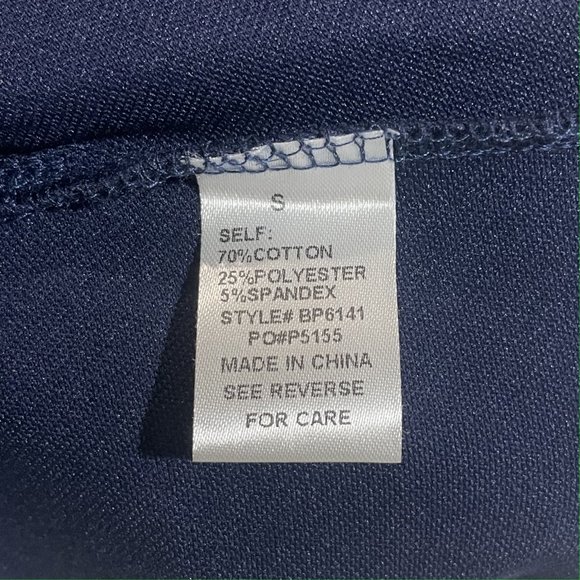 S
SELF:
70%COTTON
25%POLYESTER
5%SPANDEX
STYLE# BP6141
PO#P5155
MADE IN CHINA
SEE REVERSE
FOR CARE